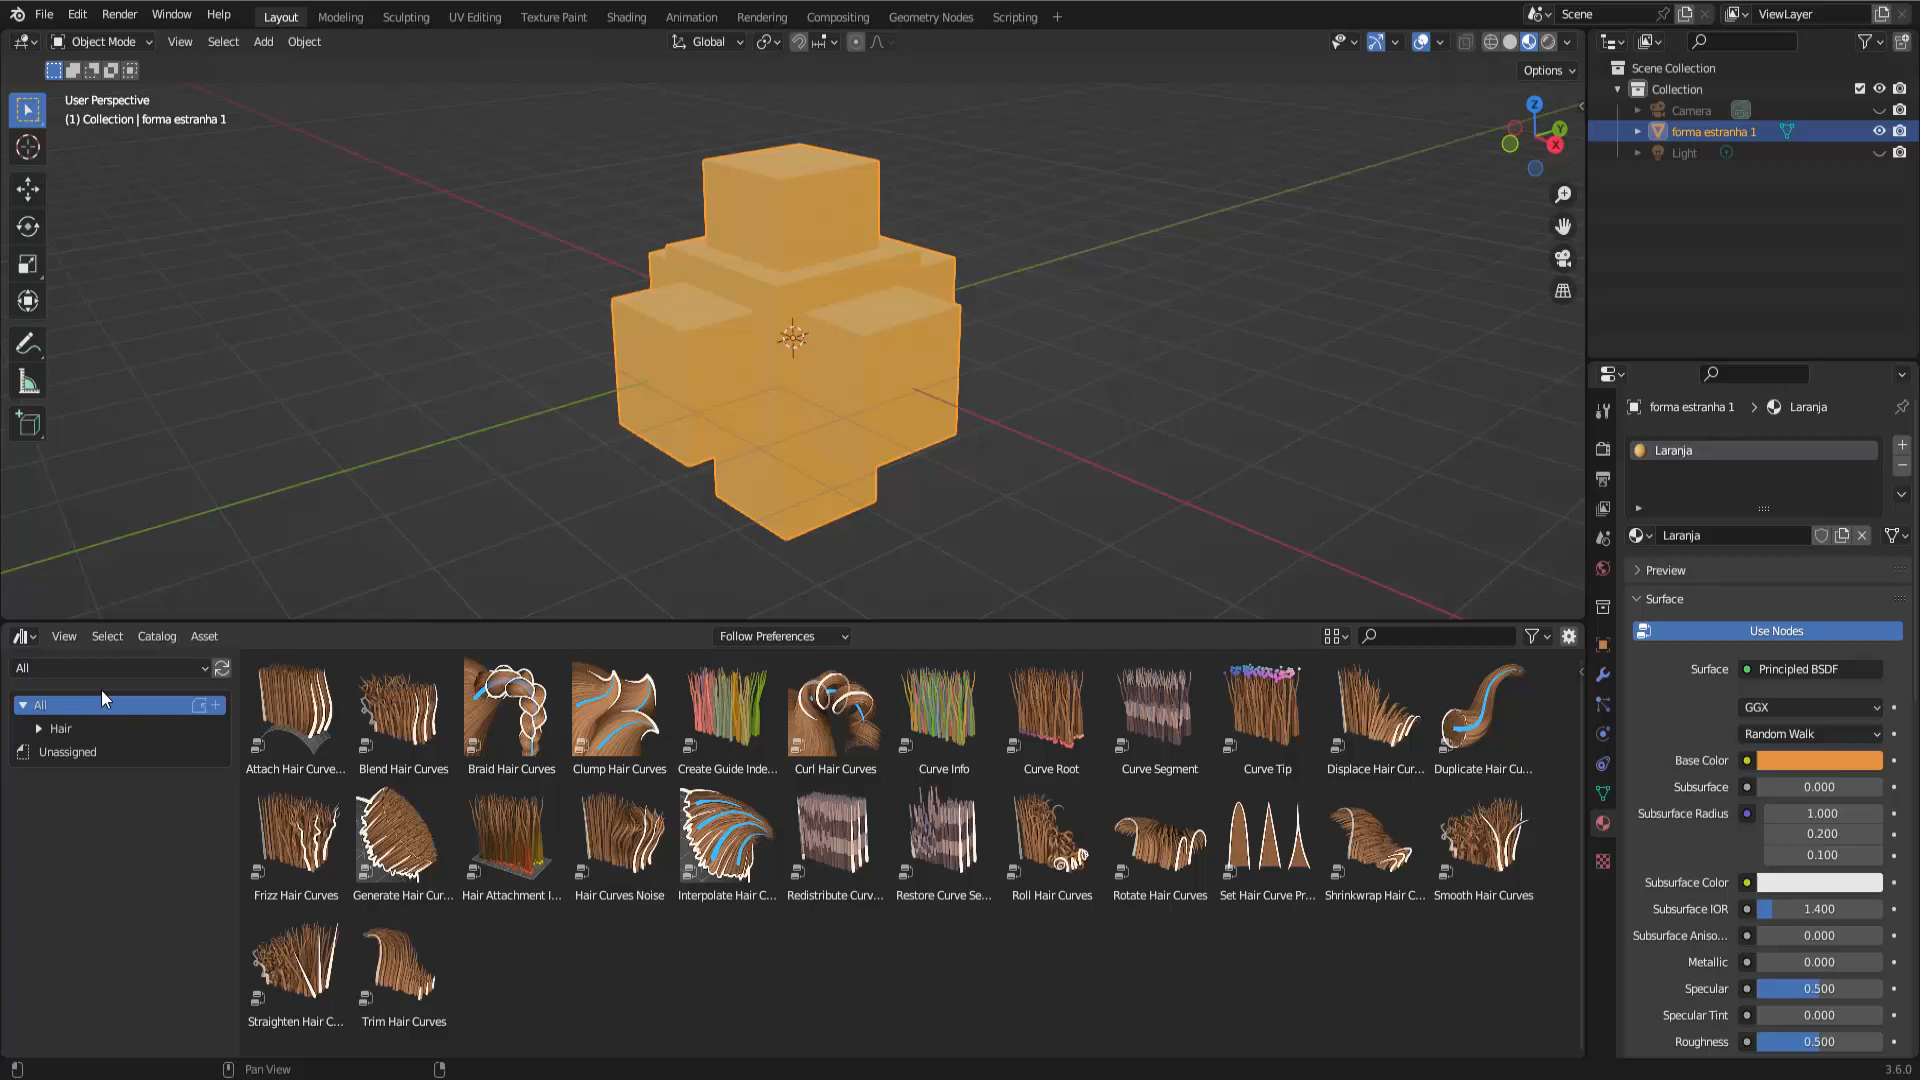 File Edit Render Window Help Layout Modeling Sculpting UV Editing Texture Paint Shading Animation Rendering Compositing Geometry Nodes Scripting + Scene ViewLayer
Object Mode View Select Add Object Global
Options
User Perspective
(1) Collection | forma estranha 1
Z
Y
X
Scene Collection
Collection
Camera
forma estranha 1
Light
forma estranha 1 > Laranja
Laranja
Laranja
Preview
Surface
Use Nodes
Surface Principled BSDF
GGX
Random Walk
Base Color
Subsurface 0.000
Subsurface Radius 1.000
0.200
0.100
Subsurface Color
Subsurface IOR 1.400
Subsurface Aniso... 0.000
Metallic 0.000
Specular 0.500
Specular Tint 0.000
Roughness 0.500
View Select Catalog Asset Follow Preferences
All
All
Hair
Unassigned
Attach Hair Curve... Blend Hair Curves Braid Hair Curves Clump Hair Curves Create Guide Inde... Curl Hair Curves Curve Info Curve Root Curve Segment Curve Tip Displace Hair Cur... Duplicate Hair Cu...
Frizz Hair Curves Generate Hair Cur... Hair Attachment I... Hair Curves Noise Interpolate Hair C... Redistribute Curv... Restore Curve Se... Roll Hair Curves Rotate Hair Curves Set Hair Curve Pr... Shrinkwrap Hair C... Smooth Hair Curves
Straighten Hair C... Trim Hair Curves
Pan View 3.6.0